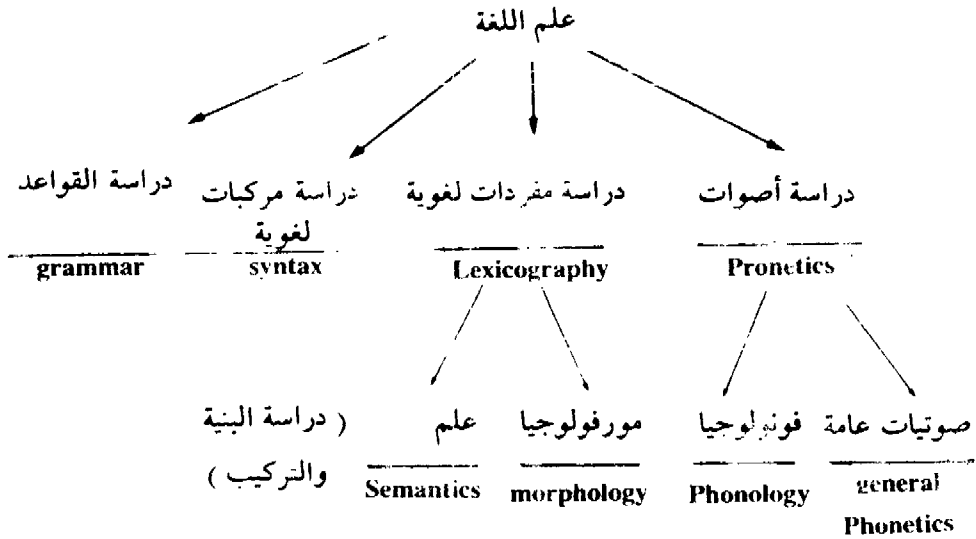 علم اللغة
دراسة أصوات
Pronetics
دراسة مفردات لغوية
Lexicography
دراسة مركبات
لغوية
syntax
دراسة القواعد
grammar
صوتيات عامة
general
Phonetics
فونولوجيا
Phonology
مورفولوجيا
morphology
علم
Semantics
( دراسة البنية
والتركيب )